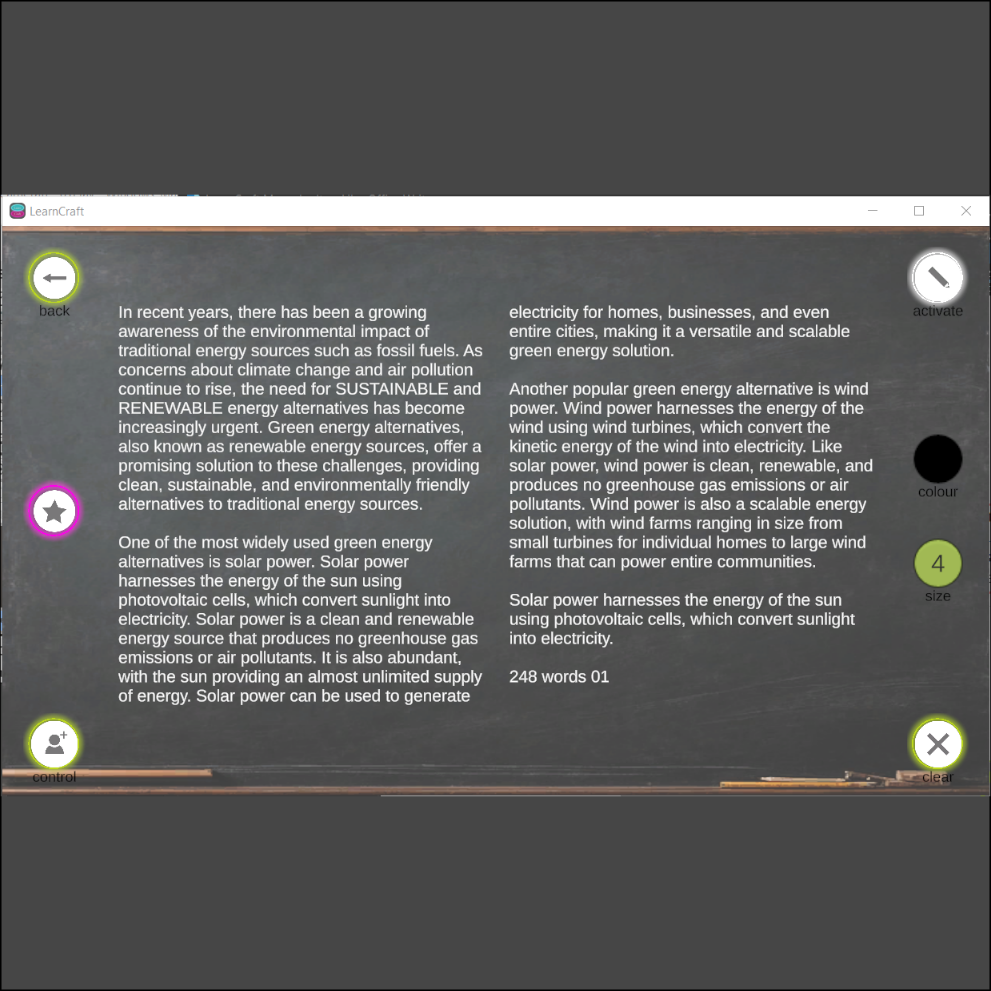 LearnCraft
back
activate
In recent years, there has been a growing
awareness of the environmental impact of
traditional energy sources such as fossil fuels. As
concerns about climate change and air pollution
continue to rise, the need for SUSTAINABLE and
RENEWABLE energy alternatives has become
increasingly urgent. Green energy alternatives,
also known as renewable energy sources, offer a
promising solution to these challenges, providing
clean, sustainable, and environmentally friendly
alternatives to traditional energy sources.
One of the most widely used green energy
alternatives is solar power. Solar power
harnesses the energy of the sun using
photovoltaic cells, which convert sunlight into
electricity. Solar power is a clean and renewable
energy source that produces no greenhouse gas
emissions or air pollutants. It is also abundant,
with the sun providing an almost unlimited supply
of energy. Solar power can be used to generate
electricity for homes, businesses, and even
entire cities, making it a versatile and scalable
green energy solution.
Another popular green energy alternative is wind
power. Wind power harnesses the energy of the
wind using wind turbines, which convert the
kinetic energy of the wind into electricity. Like
solar power, wind power is clean, renewable, and
produces no greenhouse gas emissions or air
pollutants. Wind power is also a scalable energy
solution, with wind farms ranging in size from
small turbines for individual homes to large wind
farms that can power entire communities.
Solar power harnesses the energy of the sun
using photovoltaic cells, which convert sunlight
into electricity.
248 words 01
colour
4
size
control
clear